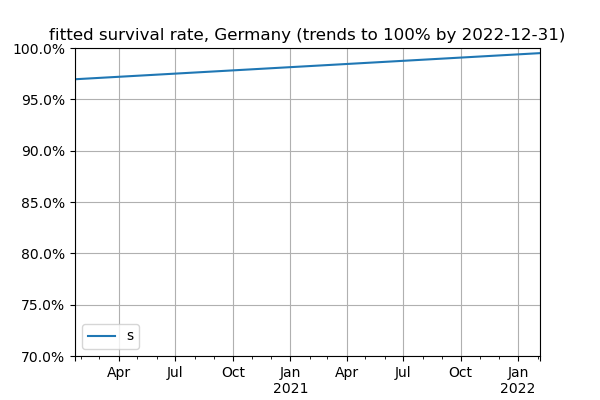 fitted survival rate, Germany (trends to 100% by 2022-12-31)
100.0%
95.0%
90.0%
85.0%
80.0%
75.0%
70.0%
s
Apr Jul Oct Jan Apr Jul Oct Jan
2021 2022